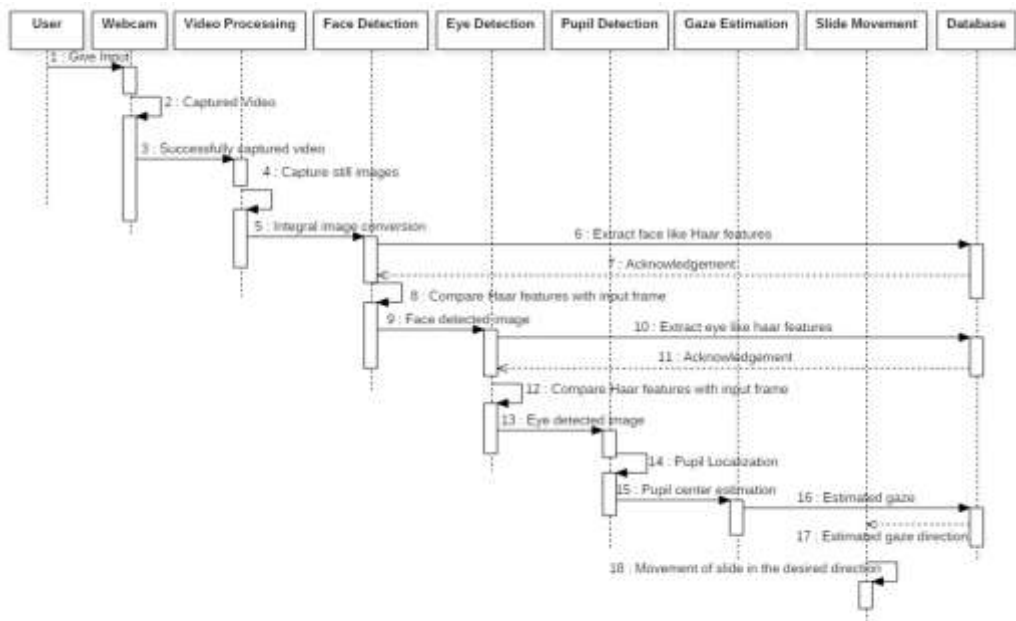 User
Webcam
Video Processing
Face Detection
Eye Detection
Pupil Detection
Gaze Estimation
Slide Movement
Database
1 : Give Input
2 : Captured Video
3 : Successfully captured video
4 : Capture still images
5 : Integral image conversion
6 : Extract face like Haar features
7 : Acknowledgement
8 : Compare Haar features with input frame
9 : Face detected image
10 : Extract eye like haar features
11 : Acknowledgement
12 : Compare Haar features with input frame
13 : Eye detected image
14 : Pupil Localization
15 : Pupil center estimation
16 : Estimated gaze
17 : Estimated gaze direction
18 : Movement of slide in the desired direction